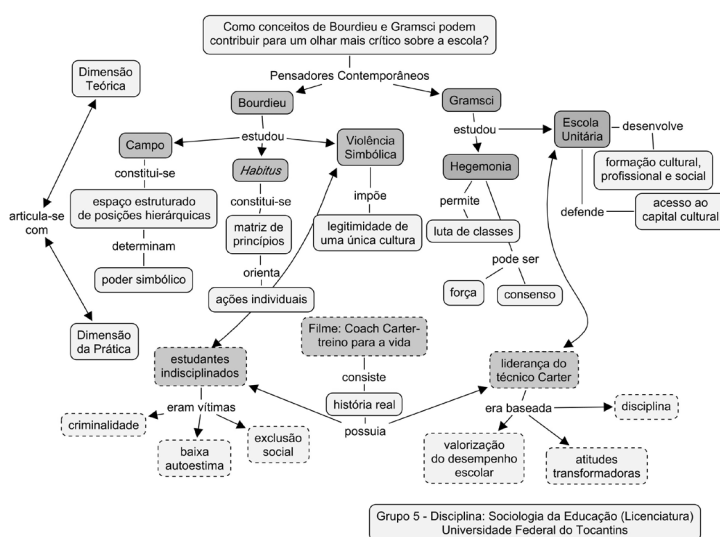 Como conceitos de Bourdieu e Gramsci podem
contribuir para um olhar mais crítico sobre a escola?
Pensadores Contemporâneos
Dimensão
Teórica
Bourdieu
Gramsci
estudou
estudou
Campo
Habitus
Violência
Simbólica
Hegemonia
Escola
Unitária
desenvolve
formação cultural,
profissional e social
defende
acesso ao
capital cultural
constitui-se
espaço estruturado
de posições hierárquicas
determinam
poder simbólico
constitui-se
matriz de
princípios
orienta
ações individuais
impõe
legitimidade de
uma única cultura
permite
luta de classes
pode ser
força
consenso
articula-se
com
Dimensão
da Prática
Filme: Coach Carter-
treino para a vida
consiste
história real
possuia
estudantes
indisciplinados
eram vítimas
criminalidade
baixa
autoestima
exclusão
social
liderança do
técnico Carter
era baseada
disciplina
valorização
do desempenho
escolar
atitudes
transformadoras
Grupo 5 - Disciplina: Sociologia da Educação (Licenciatura)
Universidade Federal do Tocantins